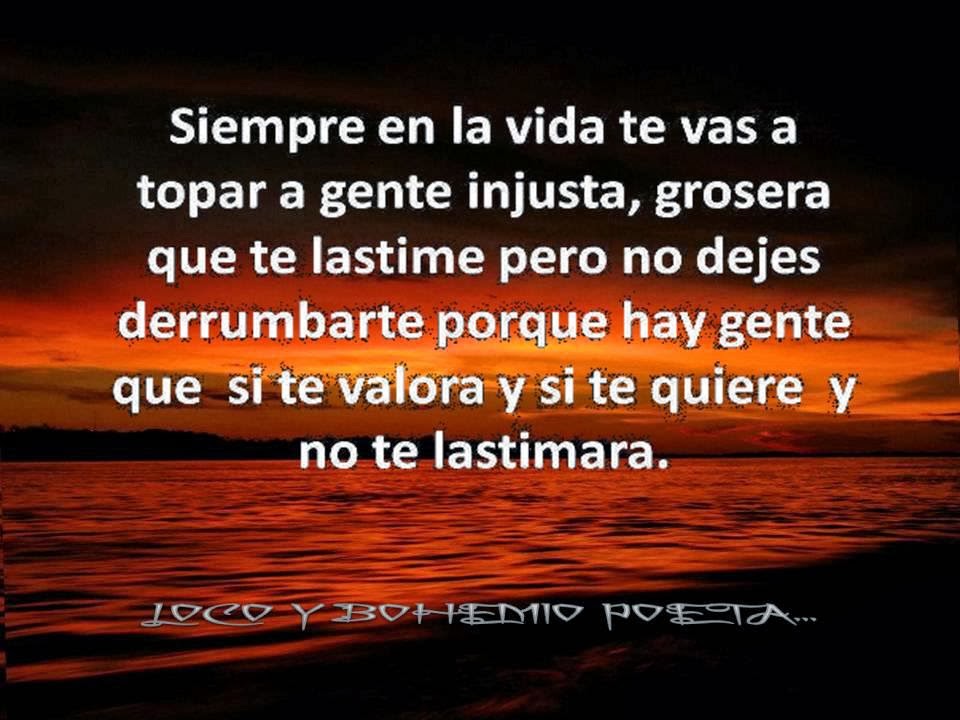 Siempre en la vida te vas a
topar a gente injusta, grosera
que te lastime pero no dejes
derrumbarte porque hay gente
que si te valora y si te quiere y
no te lastimara.
LOCO Y BOHEMIO POETA...